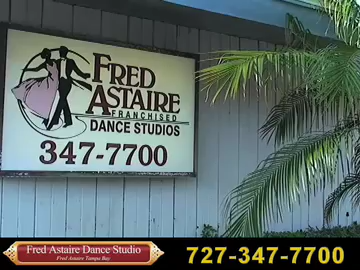 FRED
ASTAIRE
FRANCHISED
DANCE STUDIOS
347-7700
Fred Astaire Dance Studio
Fred Astaire Tampa Bay
727-347-7700